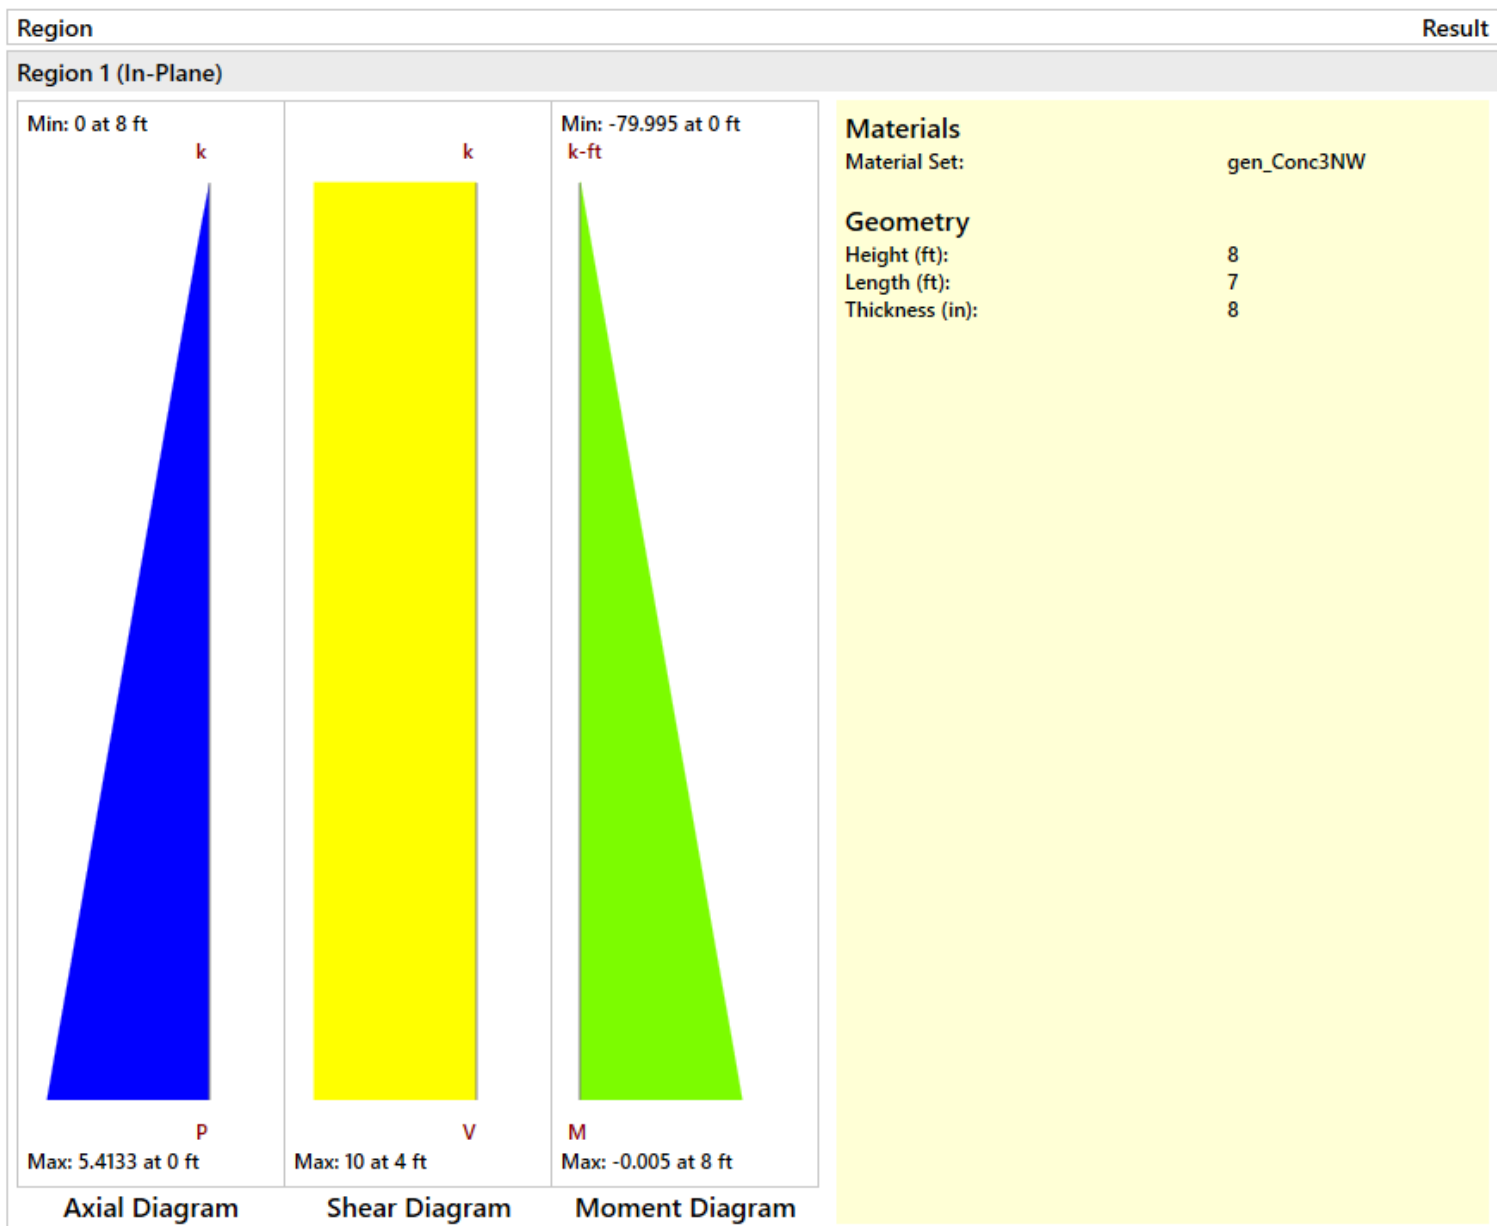 Region Result
Region 1 (In-Plane)
Min: 0 at 8 ft
k
P
Max: 5.4133 at 0 ft
Axial Diagram
k
V
Max: 10 at 4 ft
Shear Diagram
Min: -79.995 at 0 ft
k-ft
M
Max: -0.005 at 8 ft
Moment Diagram
Materials
Material Set: gen_Conc3NW
Geometry
Height (ft): 8
Length (ft): 7
Thickness (in): 8